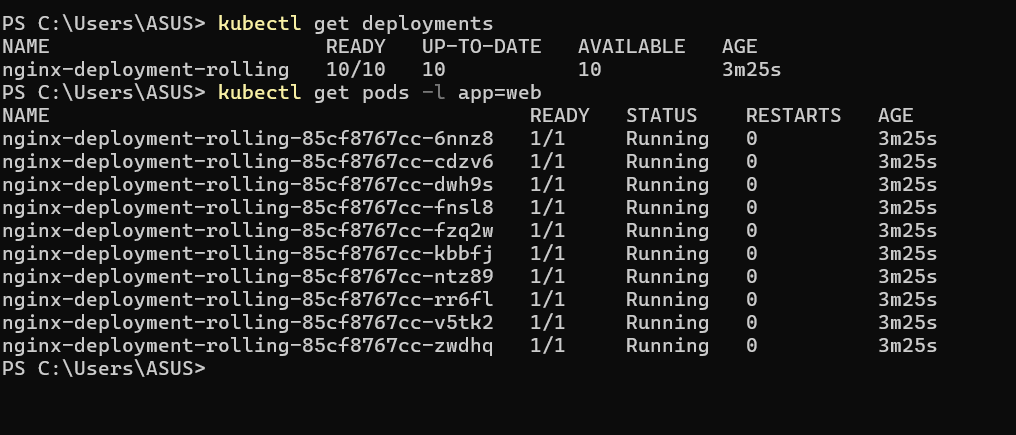 PS C:\Users\ASUS> kubectl get deployments
NAME                       READY   UP-TO-DATE   AVAILABLE   AGE
nginx-deployment-rolling   10/10   10           10          3m25s
PS C:\Users\ASUS> kubectl get pods -l app=web
NAME                                        READY   STATUS    RESTARTS   AGE
nginx-deployment-rolling-85cf8767cc-6nnz8   1/1     Running   0          3m25s
nginx-deployment-rolling-85cf8767cc-cdzv6   1/1     Running   0          3m25s
nginx-deployment-rolling-85cf8767cc-dwh9s   1/1     Running   0          3m25s
nginx-deployment-rolling-85cf8767cc-fnsl8   1/1     Running   0          3m25s
nginx-deployment-rolling-85cf8767cc-fzq2w   1/1     Running   0          3m25s
nginx-deployment-rolling-85cf8767cc-kbbfj   1/1     Running   0          3m25s
nginx-deployment-rolling-85cf8767cc-ntz89   1/1     Running   0          3m25s
nginx-deployment-rolling-85cf8767cc-rr6fl   1/1     Running   0          3m25s
nginx-deployment-rolling-85cf8767cc-v5tk2   1/1     Running   0          3m25s
nginx-deployment-rolling-85cf8767cc-zwdhq   1/1     Running   0          3m25s
PS C:\Users\ASUS>